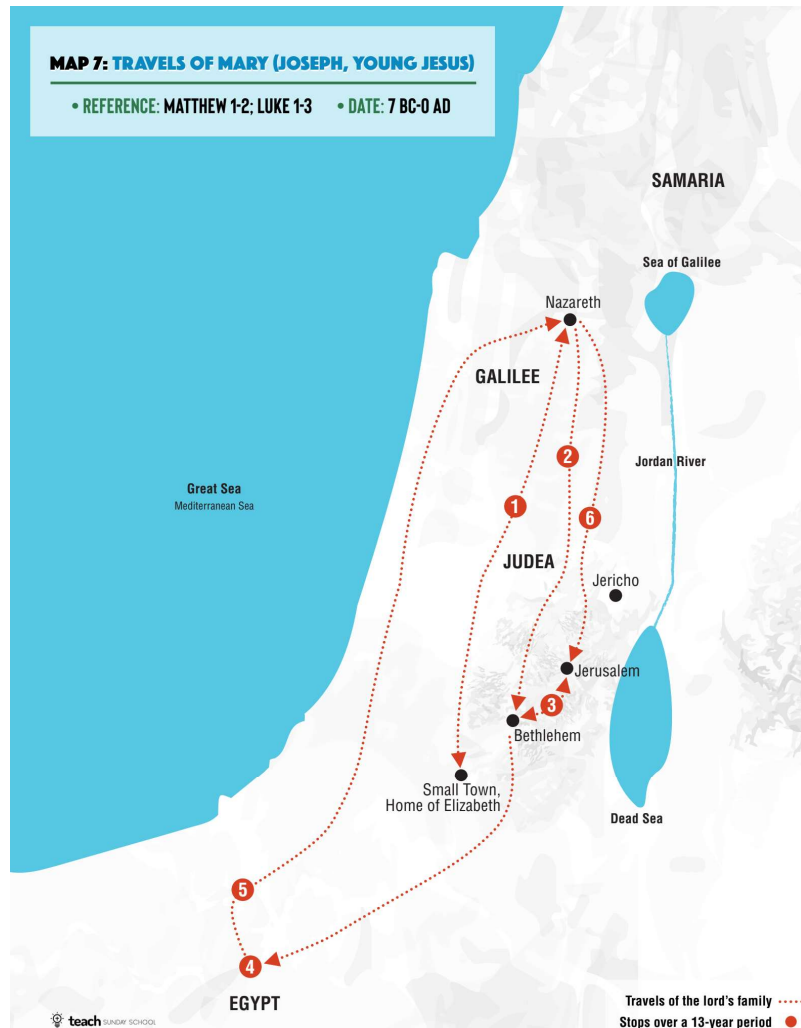 MAP 7: TRAVELS OF MARY (JOSEPH, YOUNG JESUS)
• REFERENCE: MATTHEW 1-2; LUKE 1-3 • DATE: 7 BC-0 AD
SAMARIA
Sea of Galilee
Nazareth
GALILEE
2
Jordan River
Great Sea
Mediterranean Sea
1
6
JUDEA
Jericho
Jerusalem
3
Bethlehem
Small Town,
Home of Elizabeth
Dead Sea
5
4
EGYPT
Travels of the lord's family
Stops over a 13-year period
teach SUNDAY SCHOOL